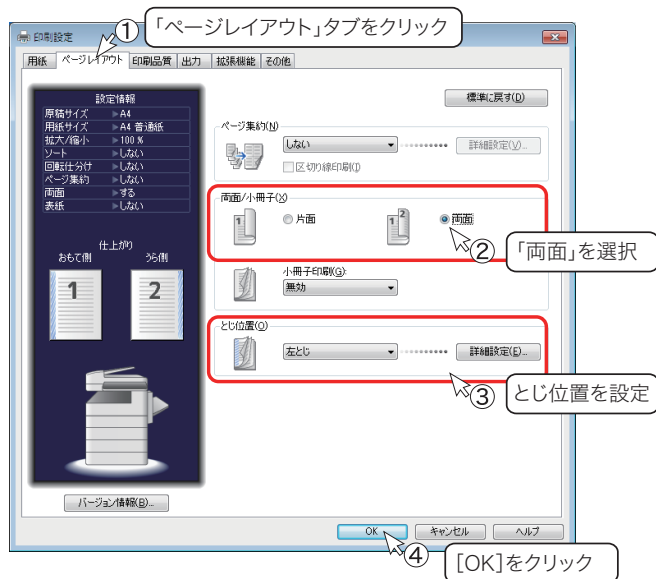 ① 「ページレイアウト」タブをクリック
印刷設定
用紙 ページレイアウト 印刷品質 出力 拡張機能 その他
設定情報
原稿サイズ ▶A4
用紙サイズ ▶A4 普通紙
拡大/縮小 ▶100 %
ソート ▶しない
回転仕分け ▶しない
ページ集約 ▶しない
両面 ▶する
表紙 ▶しない
仕上がり
おもて側 うら側
1 2
バージョン情報(B)...
標準に戻す(D)
ページ集約(N)
しない 詳細設定(V)...
区切り線印刷(I)
両面/小冊子(X)
1 片面 1 2 両面
② 「両面」を選択
小冊子印刷(G):
無効
とじ位置(O)
左とじ 詳細設定(E)...
③ とじ位置を設定
OK キャンセル ヘルプ
④ [OK]をクリック